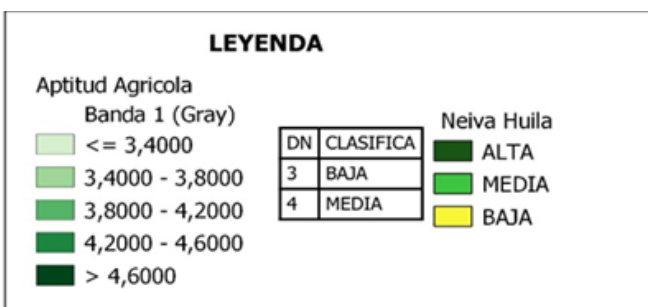 LEYENDA
Aptitud Agricola
Banda 1 (Gray)
<= 3,4000
3,4000 - 3,8000
3,8000 - 4,2000
4,2000 - 4,6000
> 4,6000
DN CLASIFICA
3 BAJA
4 MEDIA
Neiva Huila
ALTA
MEDIA
BAJA